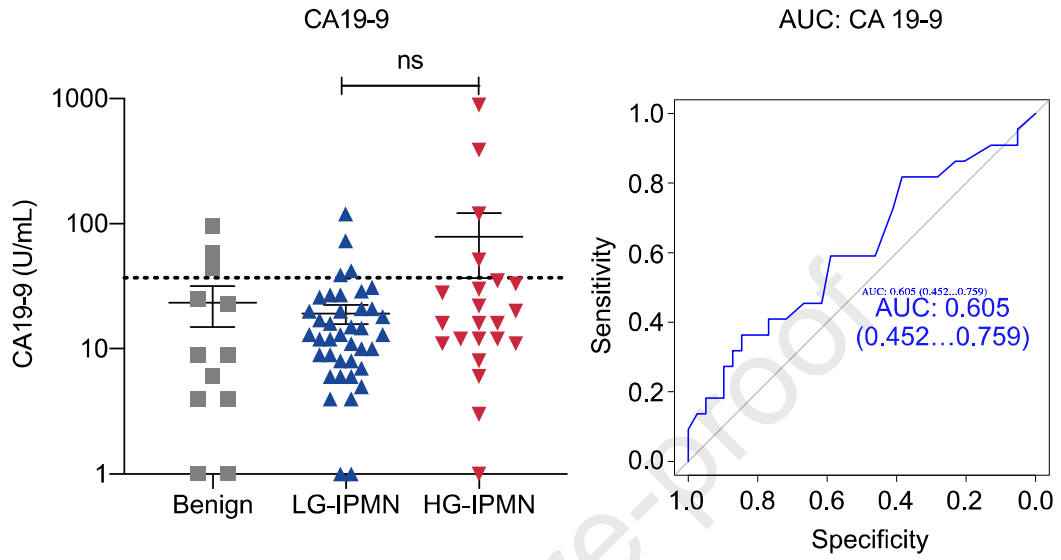 CA19-9
ns
CA19-9 (U/mL)
1000
100
10
1
Benign
LG-IPMN
HG-IPMN
AUC: CA 19-9
Sensitivity
1.0
0.8
0.6
0.4
0.2
0.0
AUC: 0.605 (0.452...0.759)
AUC: 0.605
(0.452...0.759)
1.0
0.8
0.6
0.4
0.2
0.0
Specificity
re-proof